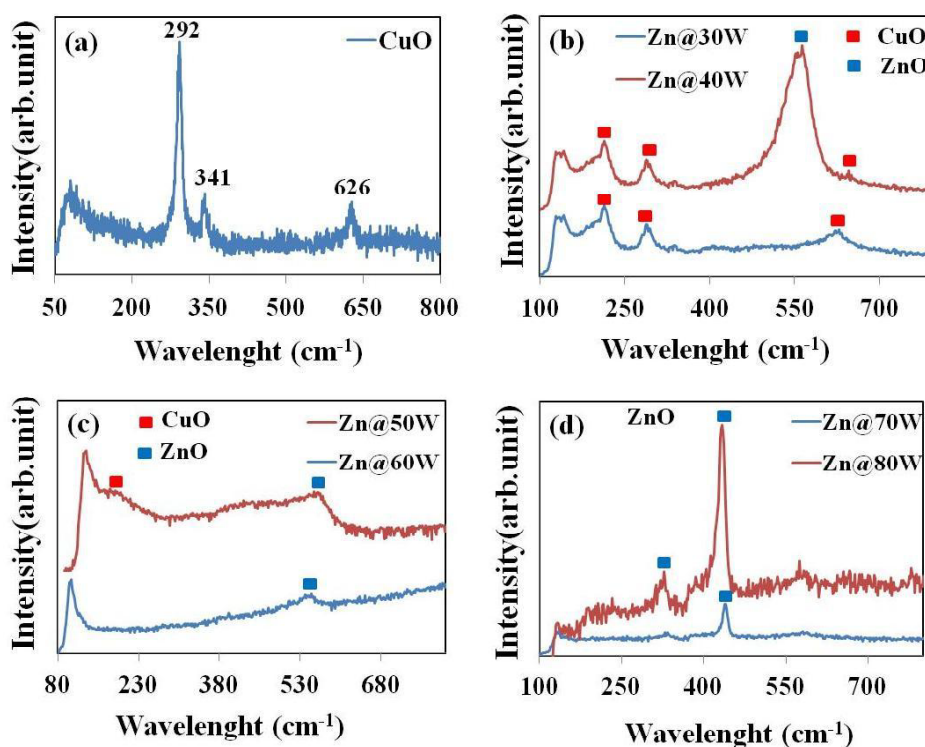 (a)
292
CuO
341
626
Intensity(arb.unit)
50 200 350 500 650 800
Wavelenght (cm-1)
(b)
Zn@30W
CuO
Zn@40W
ZnO
Intensity(arb.unit)
100 250 400 550 700
Wavelenght (cm-1)
(c)
CuO
Zn@50W
ZnO
Zn@60W
Intensity(arb.unit)
80 230 380 530 680
Wavelenght (cm-1)
ZnO
(d)
Zn@70W
Zn@80W
Intensity(arb.unit)
100 250 400 550 700
Wavelenght (cm-1)